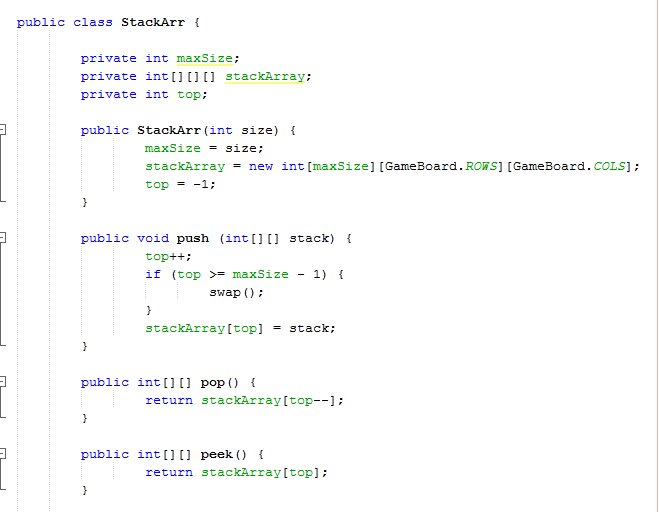 public class StackArr {
private int maxSize;
private int[][][] stackArray;
private int top;
public StackArr(int size) {
maxSize = size;
stackArray = new int[maxSize][GameBoard.ROWS][GameBoard.COLS];
top = -1;
}
public void push (int[][] stack) {
top++;
if (top >= maxSize - 1) {
swap();
}
stackArray[top] = stack;
}
public int[][] pop() {
return stackArray[top--];
}
public int[][] peek() {
return stackArray[top];
}